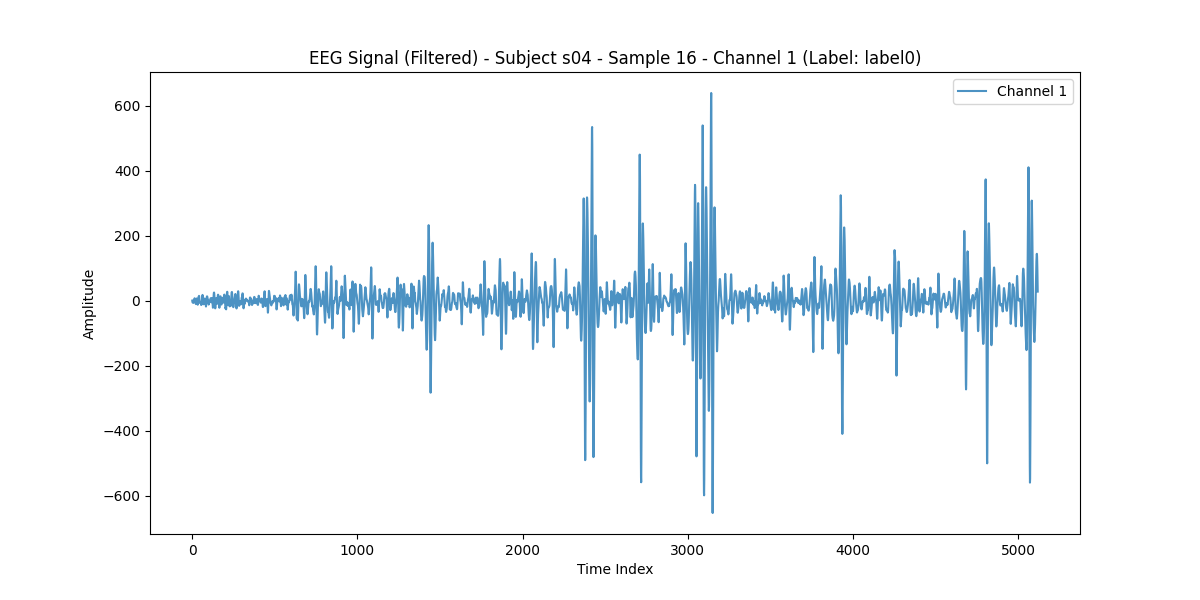 EEG Signal (Filtered) - Subject s04 - Sample 16 - Channel 1 (Label: label0)
Channel 1
600
400
200
0
−200
−400
−600
Amplitude
0 1000 2000 3000 4000 5000
Time Index